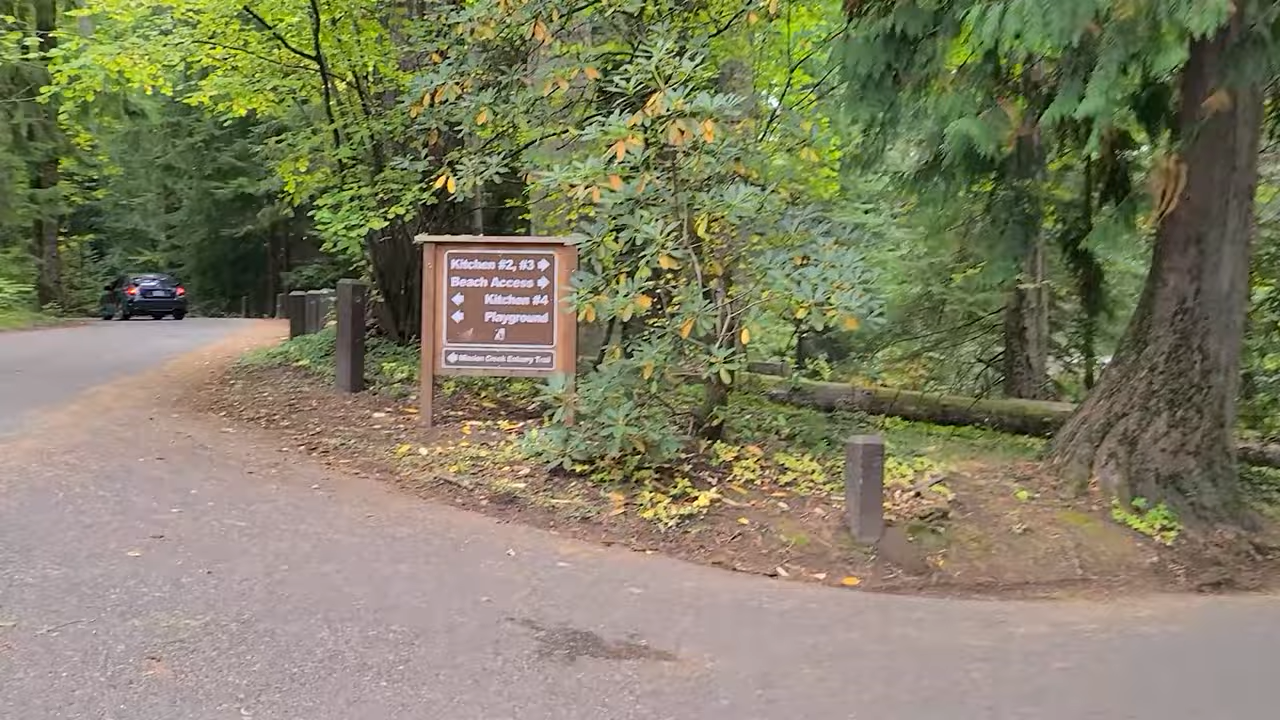 Kitchen #2, #3
Beach Access
Kitchen #4
Playground
Mission Creek Estuary Trail